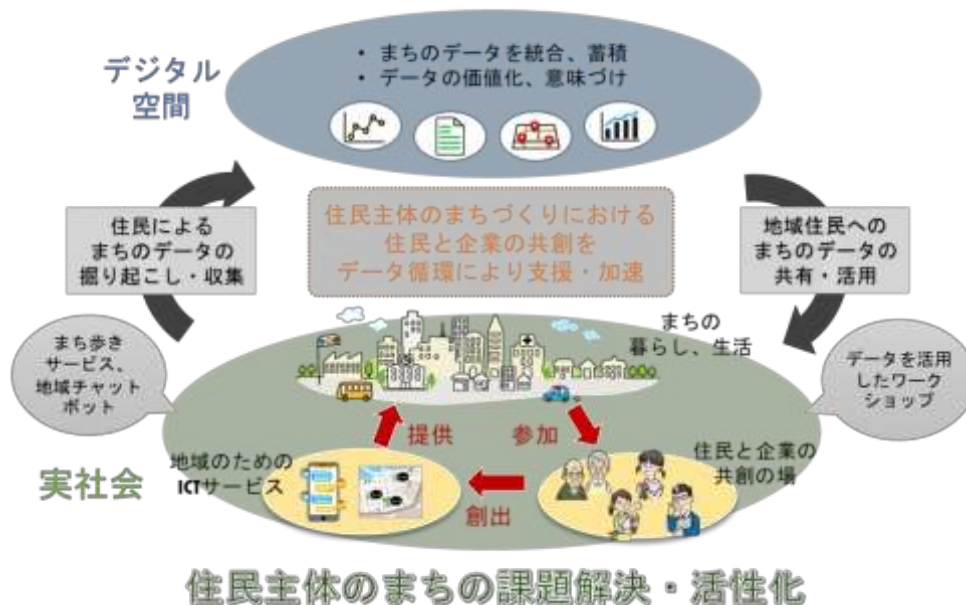 デジタル
空間
・ まちのデータを統合、蓄積
・ データの価値化、意味づけ
住民による
まちのデータの
掘り起こし・収集
住民主体のまちづくりにおける
住民と企業の共創を
データ循環により支援・加速
地域住民への
まちのデータの
共有・活用
まち歩き
サービス、
地域チャット
ボット
まちの
暮らし、生活
データを活用
したワーク
ショップ
提供
参加
実社会
地域のための
ICTサービス
住民と企業の
共創の場
創出
住民主体のまちの課題解決・活性化